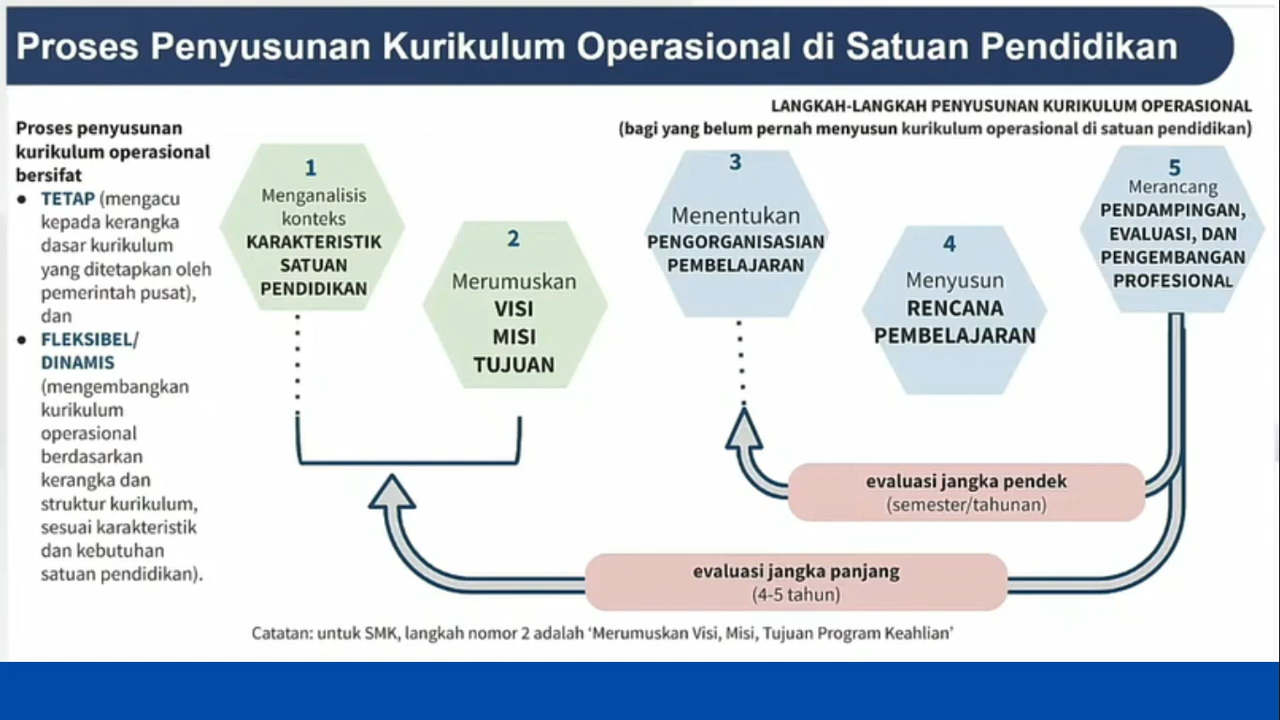 Proses Penyusunan Kurikulum Operasional di Satuan Pendidikan
LANGKAH-LANGKAH PENYUSUNAN KURIKULUM OPERASIONAL
(bagi yang belum pernah menyusun kurikulum operasional di satuan pendidikan)
Proses penyusunan
kurikulum operasional
bersifat
● TETAP (mengacu
kepada kerangka
dasar kurikulum
yang ditetapkan oleh
pemerintah pusat),
dan
● FLEKSIBEL/
DINAMIS
(mengembangkan
kurikulum
operasional
berdasarkan
kerangka dan
struktur kurikulum,
sesuai karakteristik
dan kebutuhan
satuan pendidikan).
1
Menganalisis
konteks
KARAKTERISTIK
SATUAN
PENDIDIKAN
2
Merumuskan
VISI
MISI
TUJUAN
3
Menentukan
PENGORGANISASIAN
PEMBELAJARAN
4
Menyusun
RENCANA
PEMBELAJARAN
5
Merancang
PENDAMPINGAN,
EVALUASI, DAN
PENGEMBANGAN
PROFESIONAL
evaluasi jangka pendek
(semester/tahunan)
evaluasi jangka panjang
(4-5 tahun)
Catatan: untuk SMK, langkah nomor 2 adalah ‘Merumuskan Visi, Misi, Tujuan Program Keahlian’